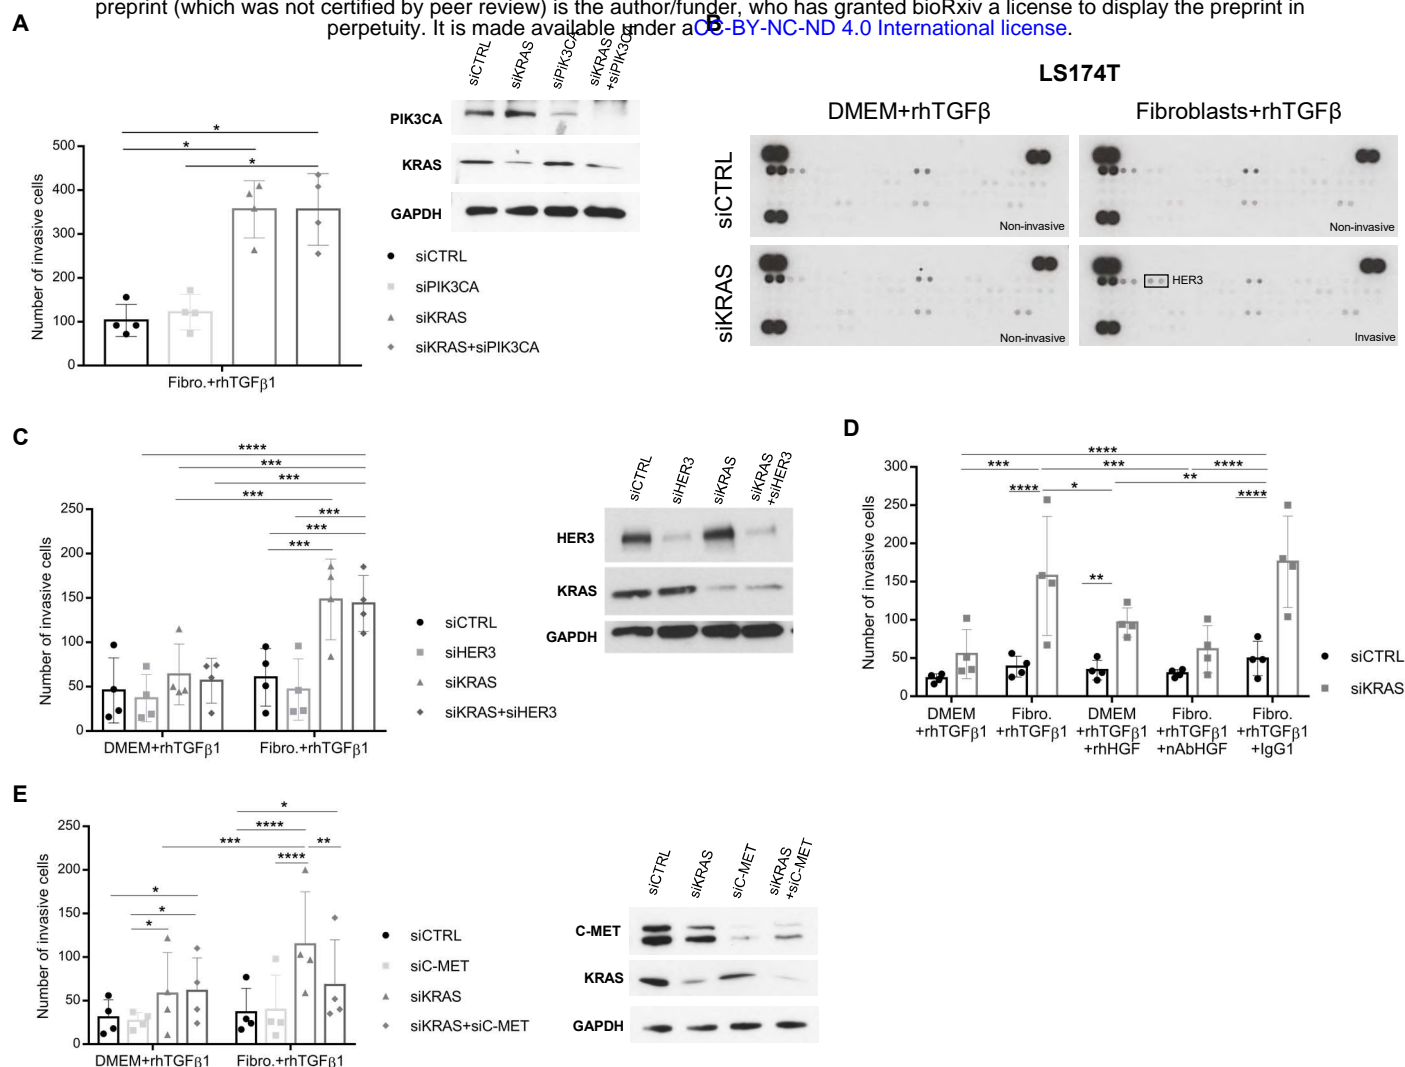 preprint (which was not certified by peer review) is the author/funder, who has granted bioRxiv a license to display the preprint in
perpetuity. It is made available under aCC-BY-NC-ND 4.0 International license.
A
Number of invasive cells
500
400
300
200
100
0
*
*
*
Fibro.+rhTGFβ1
siCTRL
siKRAS
siPiK3CA
siKRAS
+siPIK3CA
PIK3CA
KRAS
GAPDH
siCTRL
siPIK3CA
siKRAS
siKRAS+siPIK3CA
B
LS174T
DMEM+rhTGFβ
Fibroblasts+rhTGFβ
siCTRL
Non-invasive
Non-invasive
siKRAS
HER3
Non-invasive
Invasive
C
Number of invasive cells
250
200
150
100
50
0
****
***
***
***
***
***
***
DMEM+rhTGFβ1
Fibro.+rhTGFβ1
siCTRL
siHER3
siKRAS
siKRAS+siHER3
siCTRL
siHER3
siKRAS
siKRAS
+siHER3
HER3
KRAS
GAPDH
D
Number of invasive cells
300
250
200
150
100
50
0
****
***
***
****
**
****
*
****
**
DMEM
+rhTGFβ1
Fibro.
+rhTGFβ1
DMEM
+rhTGFβ1
+rhHGF
Fibro.
+rhTGFβ1
+nAbHGF
Fibro.
+rhTGFβ1
+IgG1
siCTRL
siKRAS
E
Number of invasive cells
250
200
150
100
50
0
*
****
***
**
****
*
*
*
DMEM+rhTGFβ1
Fibro.+rhTGFβ1
siCTRL
siC-MET
siKRAS
siKRAS+siC-MET
siCTRL
siKRAS
siC-MET
siKRAS
+siC-MET
C-MET
KRAS
GAPDH